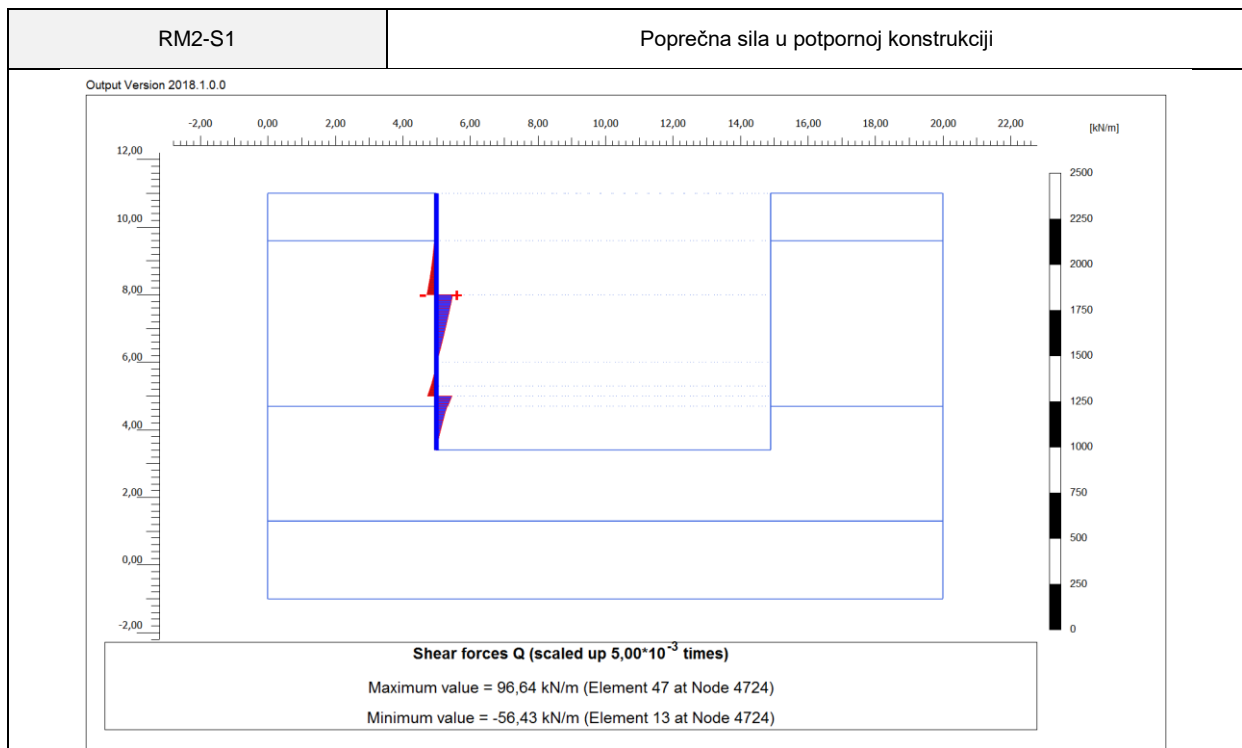 RM2-S1
Poprečna sila u potpornoj konstrukciji
Output Version 2018.1.0.0
-2,00 0,00 2,00 4,00 6,00 8,00 10,00 12,00 14,00 16,00 18,00 20,00 22,00
[kN/m]
12,00
10,00
8,00
6,00
4,00
2,00
0,00
-2,00
- +
2500
2250
2000
1750
1500
1250
1000
750
500
250
0
Shear forces Q (scaled up 5,00*10⁻³ times)
Maximum value = 96,64 kN/m (Element 47 at Node 4724)
Minimum value = -56,43 kN/m (Element 13 at Node 4724)